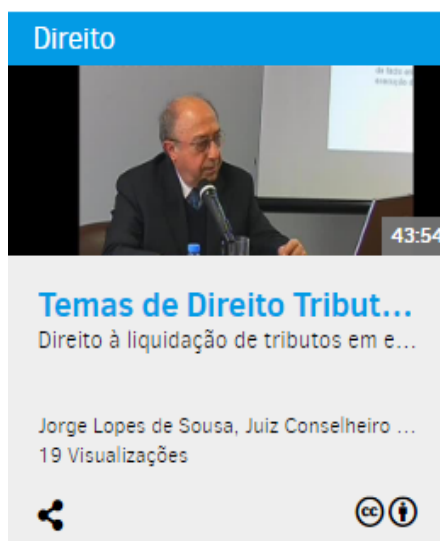 Direito
43:54
Temas de Direito Tribut...
Direito à liquidação de tributos em e...
Jorge Lopes de Sousa, Juiz Conselheiro ...
19 Visualizações
cc